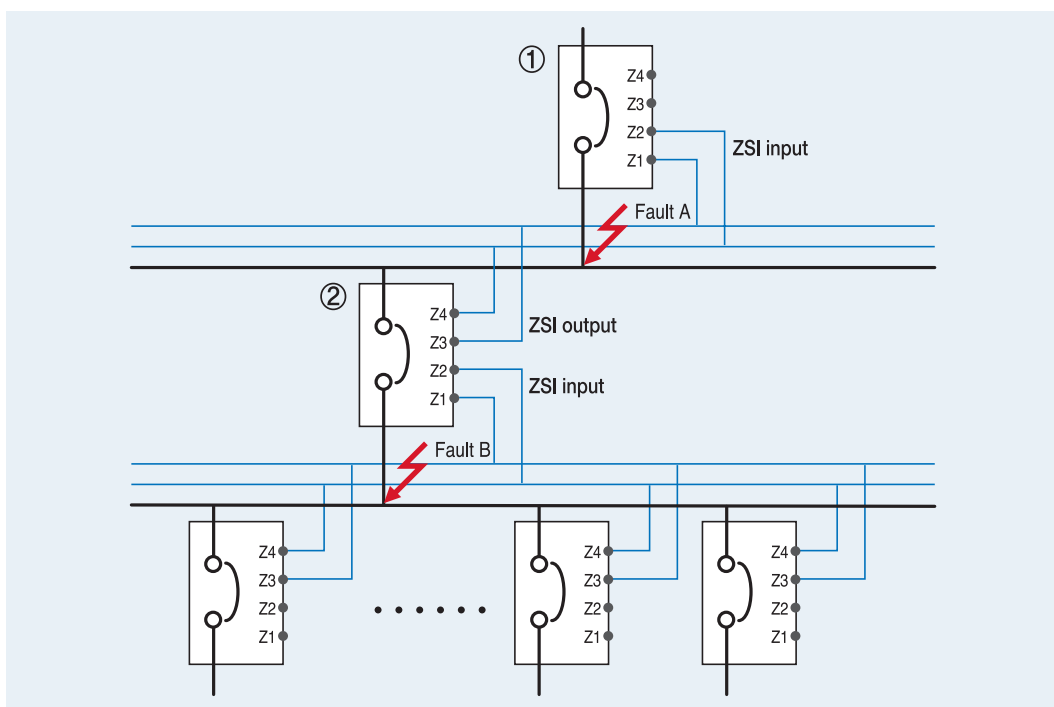 ①
Z4
Z3
Z2
Z1
ZSI input
Fault A
②
Z4
Z3
Z2
Z1
ZSI output
ZSI input
Fault B
Z4
Z3
Z2
Z1
......
Z4
Z3
Z2
Z1
Z4
Z3
Z2
Z1